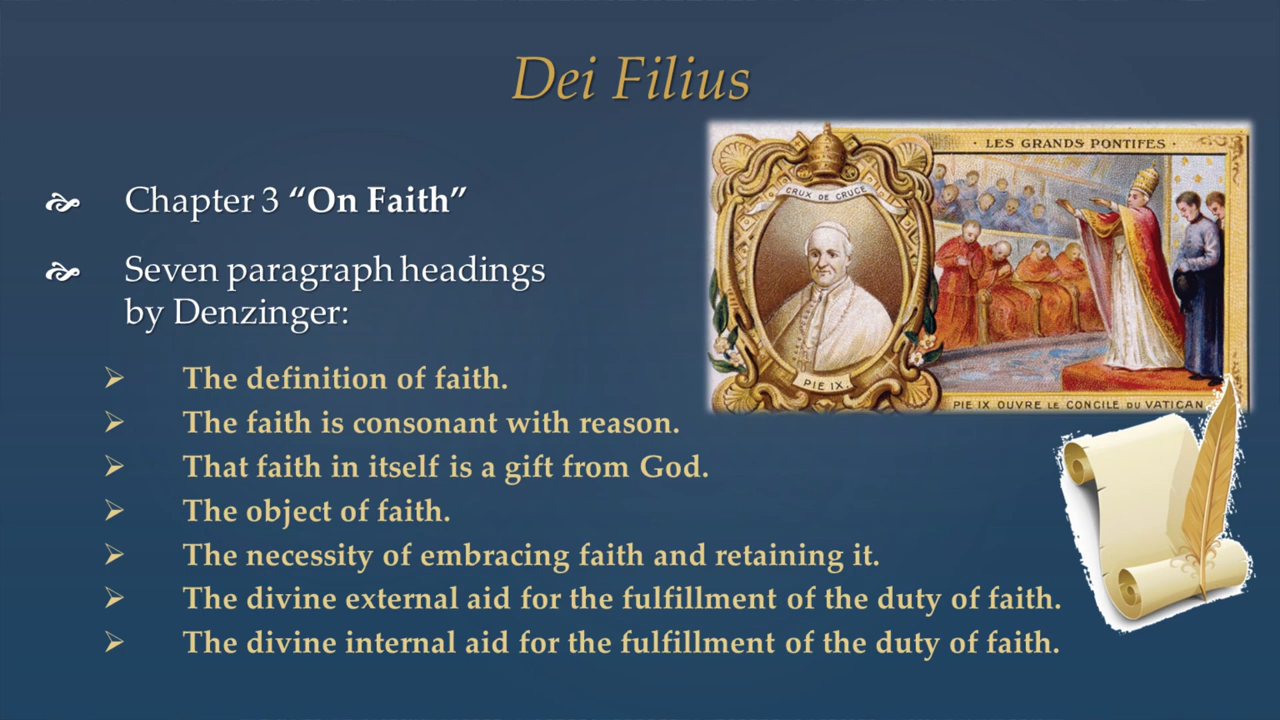 Dei Filius
· LES GRANDS PONTIFES ·
CRUX DE CRUCE
PIE IX.
PIE IX OUVRE LE CONCILE DU VATICAN
Chapter 3 “On Faith”
Seven paragraph headings
by Denzinger:
The definition of faith.
The faith is consonant with reason.
That faith in itself is a gift from God.
The object of faith.
The necessity of embracing faith and retaining it.
The divine external aid for the fulfillment of the duty of faith.
The divine internal aid for the fulfillment of the duty of faith.